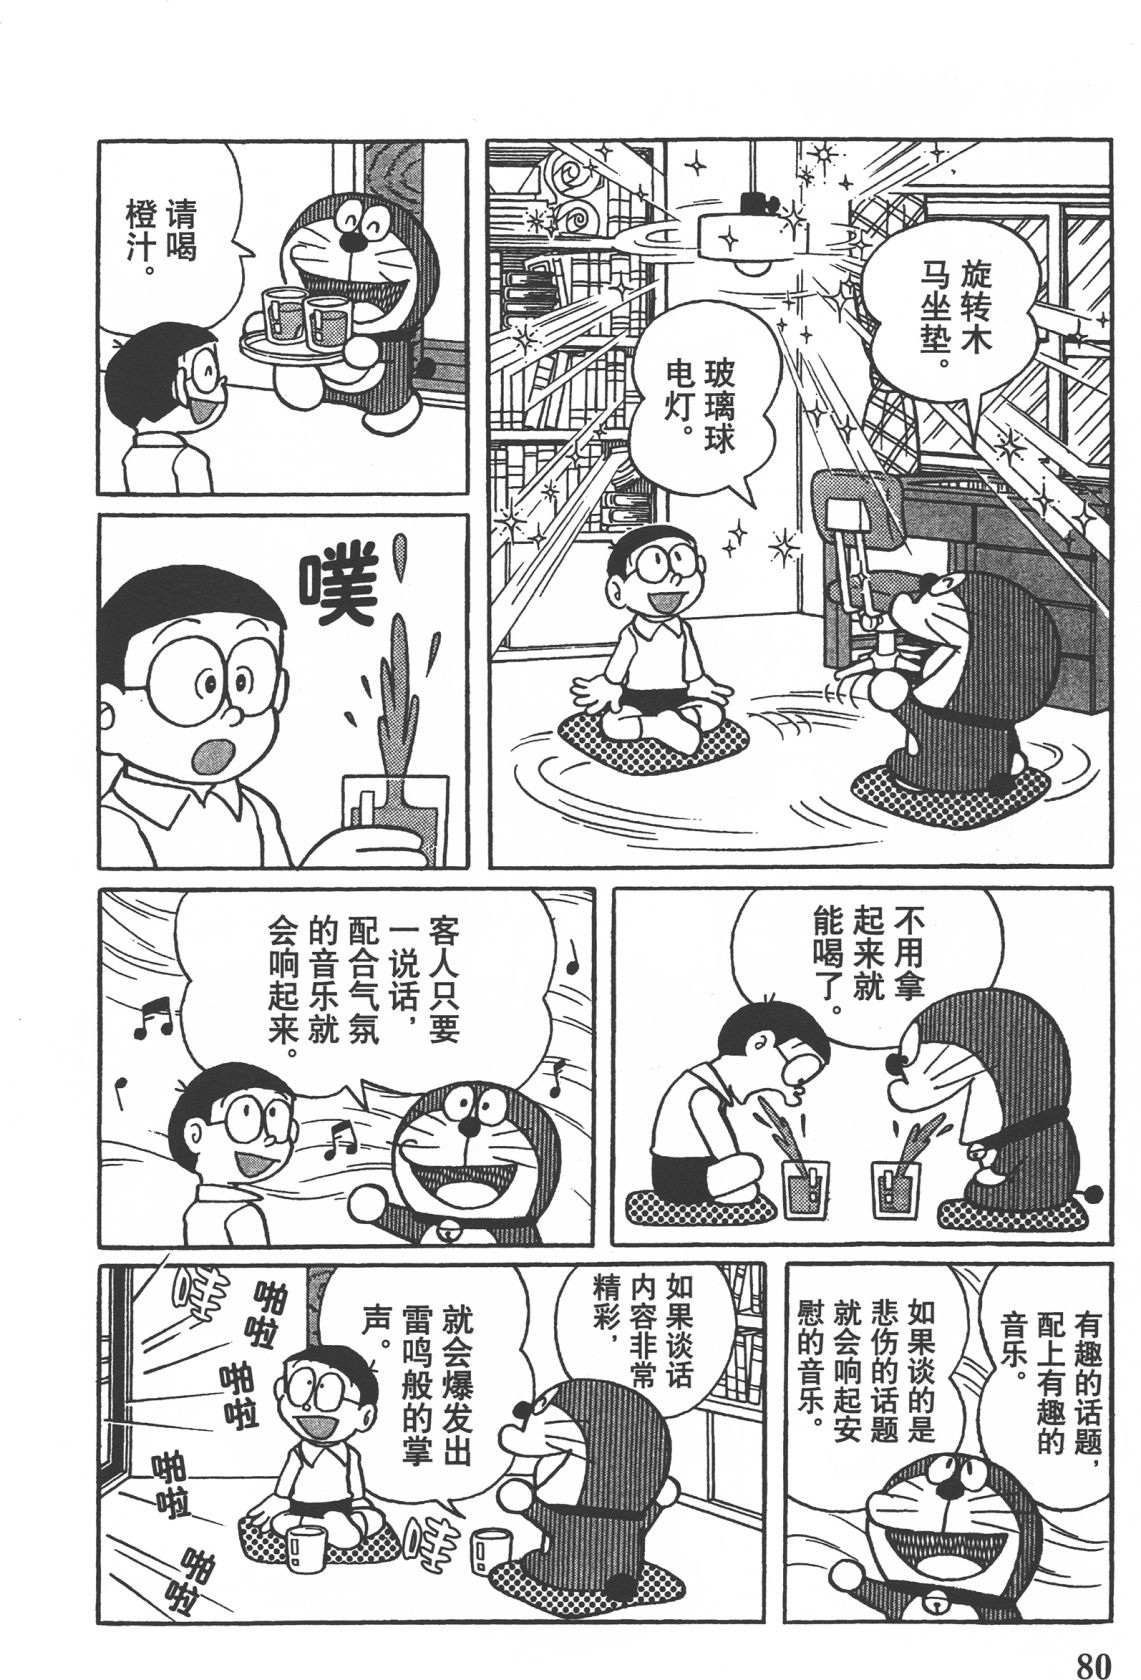 旋转木
马坐垫。
玻璃球
电灯。
请喝
橙汁。
噗
不用拿
起来就
能喝了。
客人只要
一说话,
配合气氛
的音乐就
会响起来。
有趣的话题,
配上有趣的
音乐。
如果谈的是
悲伤的话题
就会响起安
慰的音乐。
如果谈话
内容非常
精彩,
就会爆发出
雷鸣般的掌
声。
哗
啪啦
啪啦
啪啦
啪啦
哗
80